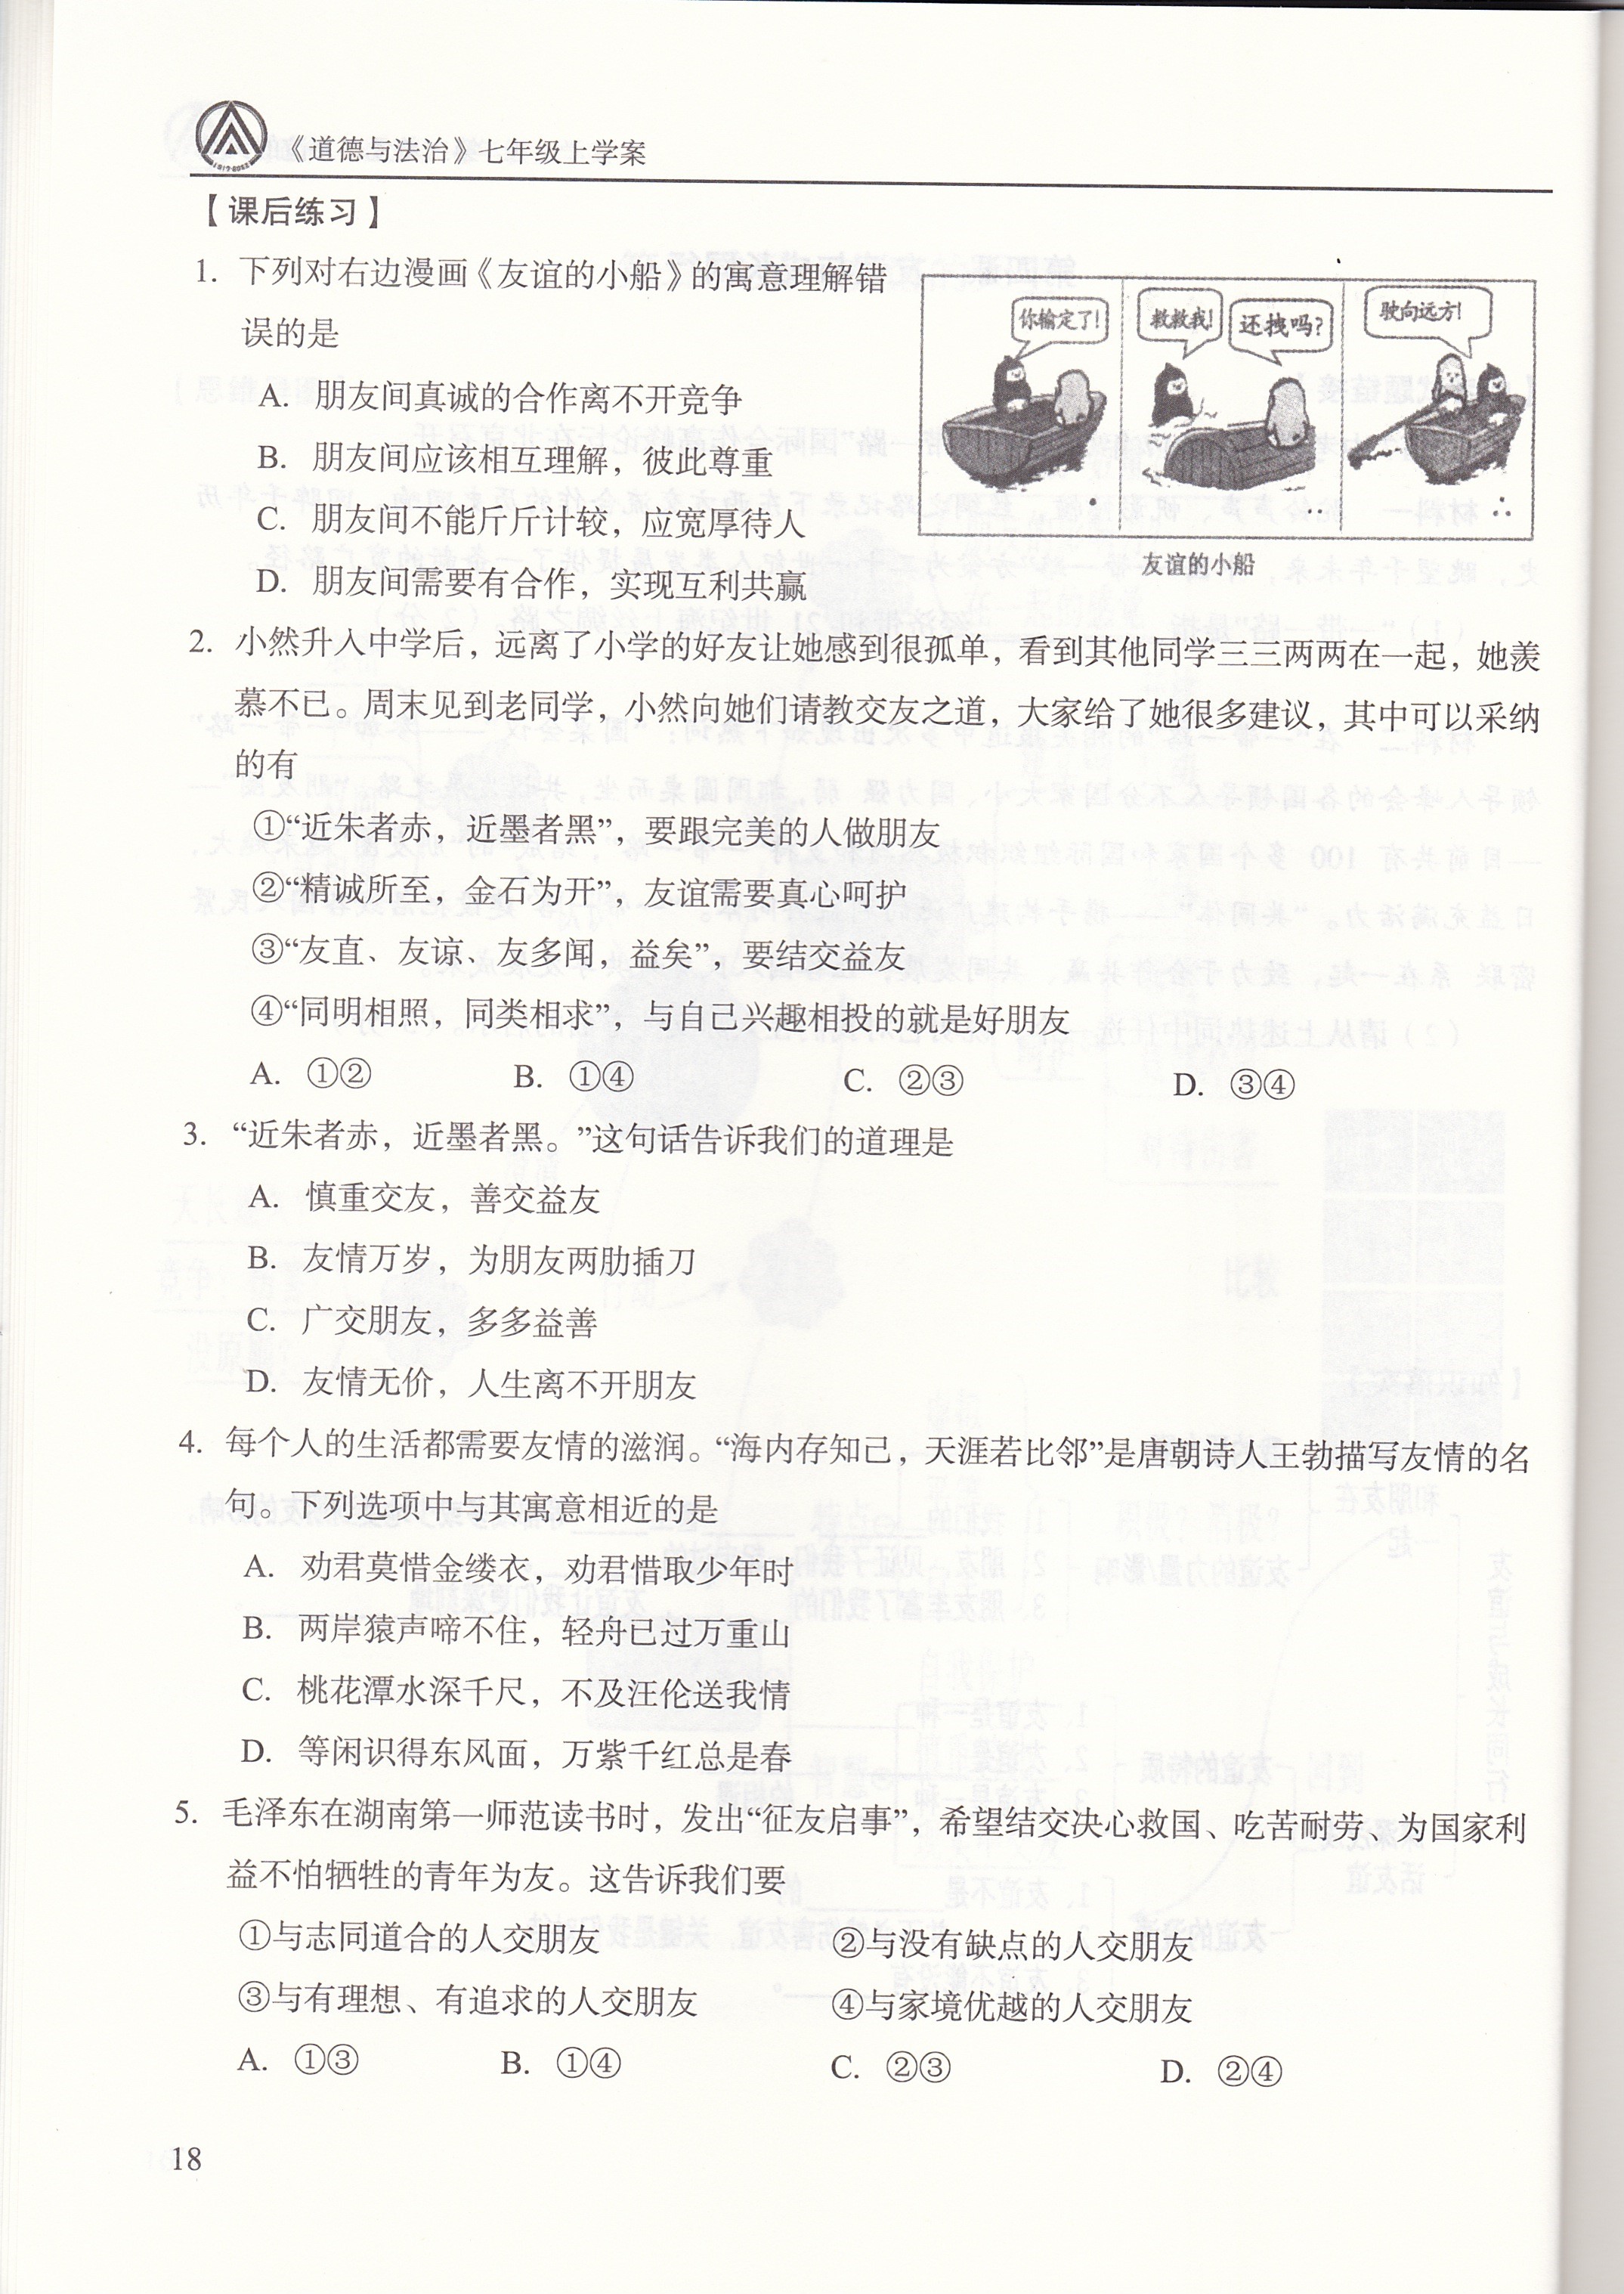 《道德与法治》七年级上学案
【课后练习】
1. 下列对右边漫画《友谊的小船》的寓意理解错
误的是
A. 朋友间真诚的合作离不开竞争
B. 朋友间应该相互理解，彼此尊重
C. 朋友间不能斤斤计较，应宽厚待人
D. 朋友间需要有合作，实现互利共赢
你输定了!
救救我!
还拽吗?
驶向远方!
友谊的小船
2. 小然升入中学后，远离了小学的好友让她感到很孤单，看到其他同学三三两两在一起，她羡
慕不已。周末见到老同学，小然向她们请教交友之道，大家给了她很多建议，其中可以采纳
的有
①“近朱者赤，近墨者黑”，要跟完美的人做朋友
②“精诚所至，金石为开”，友谊需要真心呵护
③“友直、友谅、友多闻，益矣”，要结交益友
④“同明相照，同类相求”，与自己兴趣相投的就是好朋友
A. ①② B. ①④ C. ②③ D. ③④
3. “近朱者赤，近墨者黑。”这句话告诉我们的道理是
A. 慎重交友，善交益友
B. 友情万岁，为朋友两肋插刀
C. 广交朋友，多多益善
D. 友情无价，人生离不开朋友
4. 每个人的生活都需要友情的滋润。“海内存知己，天涯若比邻”是唐朝诗人王勃描写友情的名
句。下列选项中与其寓意相近的是
A. 劝君莫惜金缕衣，劝君惜取少年时
B. 两岸猿声啼不住，轻舟已过万重山
C. 桃花潭水深千尺，不及汪伦送我情
D. 等闲识得东风面，万紫千红总是春
5. 毛泽东在湖南第一师范读书时，发出“征友启事”，希望结交决心救国、吃苦耐劳、为国家利
益不怕牺牲的青年为友。这告诉我们要
①与志同道合的人交朋友 ②与没有缺点的人交朋友
③与有理想、有追求的人交朋友 ④与家境优越的人交朋友
A. ①③ B. ①④ C. ②③ D. ②④
18